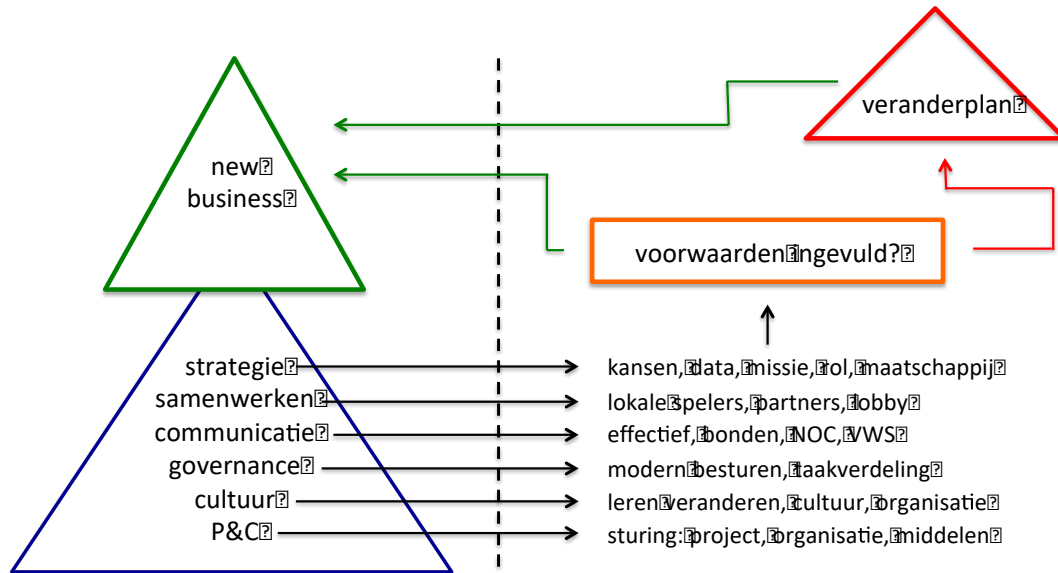 veranderplan
new
business
voorwaarden ingevuld?
strategie
kansen, data, missie, rol, maatschappij
samenwerken
lokale spelers, partners, lobby
communicatie
effectief, bonden, NOC, VWS
governance
modern besturen, taakverdeling
cultuur
leren veranderen, cultuur, organisatie
P&C
sturing: project, organisatie, middelen